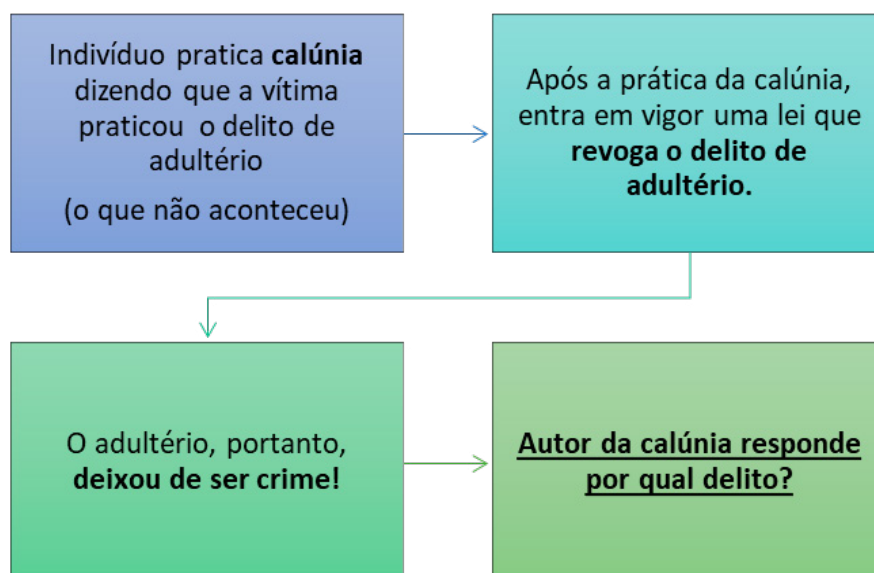 Indivíduo pratica calúnia
dizendo que a vítima
praticou o delito de
adultério
(o que não aconteceu)
Após a prática da calúnia,
entra em vigor uma lei que
revoga o delito de
adultério.
O adultério, portanto,
deixou de ser crime!
Autor da calúnia responde
por qual delito?